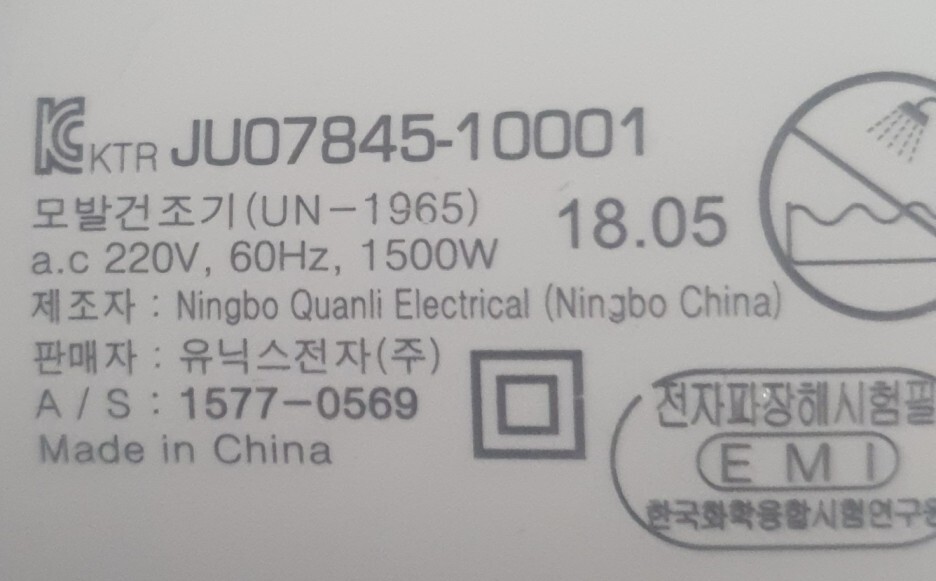 KC KTR JU07845-10001
모발건조기(UN-1965)
18.05
a.c 220V, 60Hz, 1500W
제조자 : Ningbo Quanli Electrical (Ningbo China)
판매자 : 유닉스전자(주)
A / S : 1577-0569
Made in China
전자파장해시험필
E M I
한국화학융합시험연구원